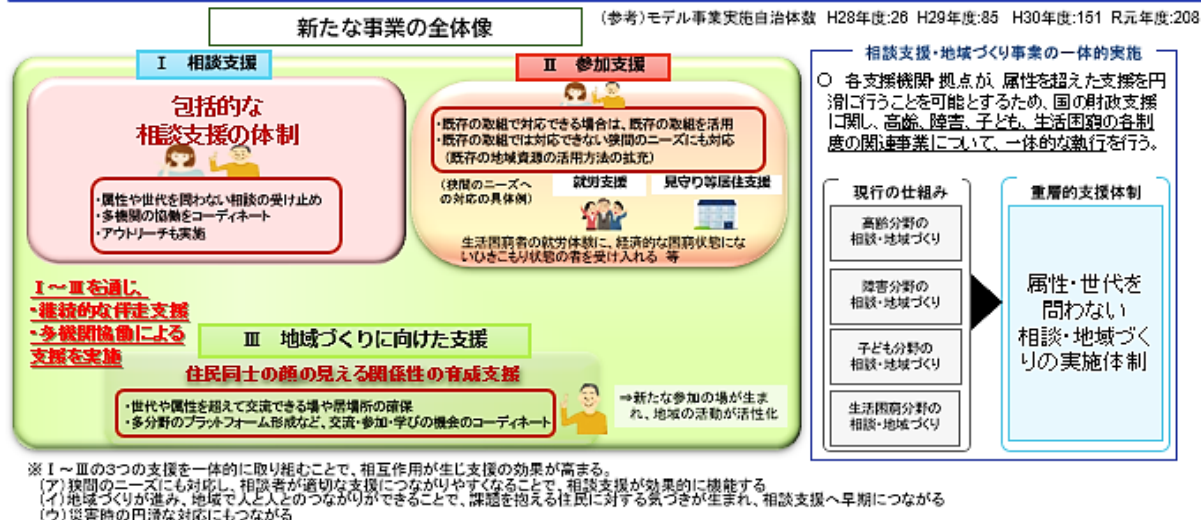 新たな事業の全体像
(参考)モデル事業実施自治体数 H28年度:26 H29年度:85 H30年度:151 R元年度:208
Ⅰ 相談支援
包括的な
相談支援の体制
・属性や世代を問わない相談の受け止め
・多機関の協働をコーディネート
・アウトリーチも実施
Ⅱ 参加支援
・既存の取組で対応できる場合は、既存の取組を活用
・既存の取組では対応できない狭間のニーズにも対応
(既存の地域資源の活用方法の拡充)
(狭間のニーズへ
の対応の具体例)
就労支援
見守り等居住支援
生活困窮者の就労体験に、経済的な困窮状態にな
いひきこもり状態の者を受け入れる 等
Ⅰ~Ⅲを通じ、
・継続的な伴走支援
・多機関協働による
支援を実施
Ⅲ 地域づくりに向けた支援
住民同士の顔の見える関係性の育成支援
・世代や属性を超えて交流できる場や居場所の確保
・多分野のプラットフォーム形成など、交流・参加・学びの機会のコーディネート
⇒新たな参加の場が生ま
れ、地域の活動が活性化
相談支援・地域づくり事業の一体的実施
○ 各支援機関・拠点が、属性を超えた支援を円
滑に行うことを可能とするため、国の財政支援
に関し、高齢、障害、子ども、生活困窮の各制
度の関連事業について、一体的な執行を行う。
現行の仕組み
高齢分野の
相談・地域づくり
障害分野の
相談・地域づくり
子ども分野の
相談・地域づくり
生活困窮分野の
相談・地域づくり
重層的支援体制
属性・世代を
問わない
相談・地域づく
りの実施体制
※Ⅰ~Ⅲの3つの支援を一体的に取り組むことで、相互作用が生じ支援の効果が高まる。
(ア)狭間のニーズにも対応し、相談者が適切な支援につながりやすくなることで、相談支援が効果的に機能する
(イ)地域づくりが進み、地域で人と人とのつながりができることで、課題を抱える住民に対する気づきが生まれ、相談支援へ早期につながる
(ウ)災害時の円滑な対応にもつながる